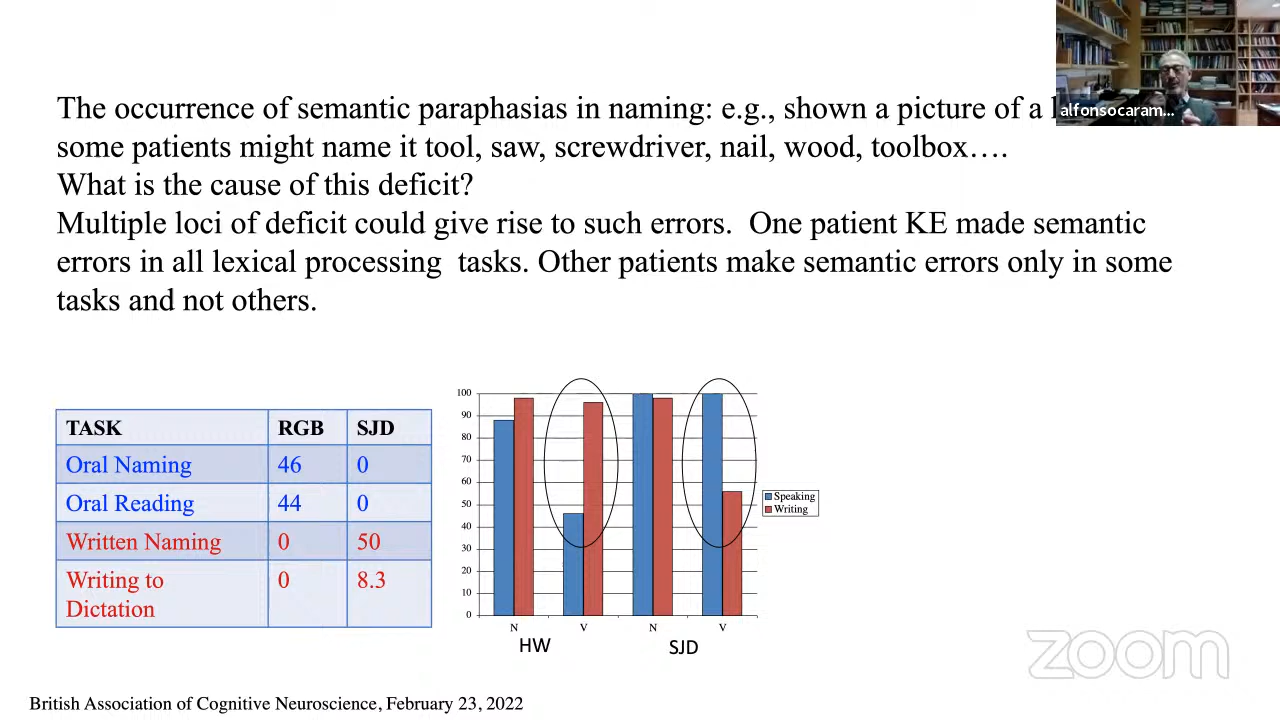 The occurrence of semantic paraphasias in naming: e.g., shown a picture of a
alfonsocaram...
some patients might name it tool, saw, screwdriver, nail, wood, toolbox….
What is the cause of this deficit?
Multiple loci of deficit could give rise to such errors.  One patient KE made semantic
errors in all lexical processing  tasks. Other patients make semantic errors only in some
tasks and not others.
TASK RGB SJD
Oral Naming 46 0
Oral Reading 44 0
Written Naming 0 50
Writing to 0 8.3
Dictation
100
90
80
70
60
50
40
30
20
10
0
N V N V
HW SJD
Speaking
Writing
zoom
British Association of Cognitive Neuroscience, February 23, 2022